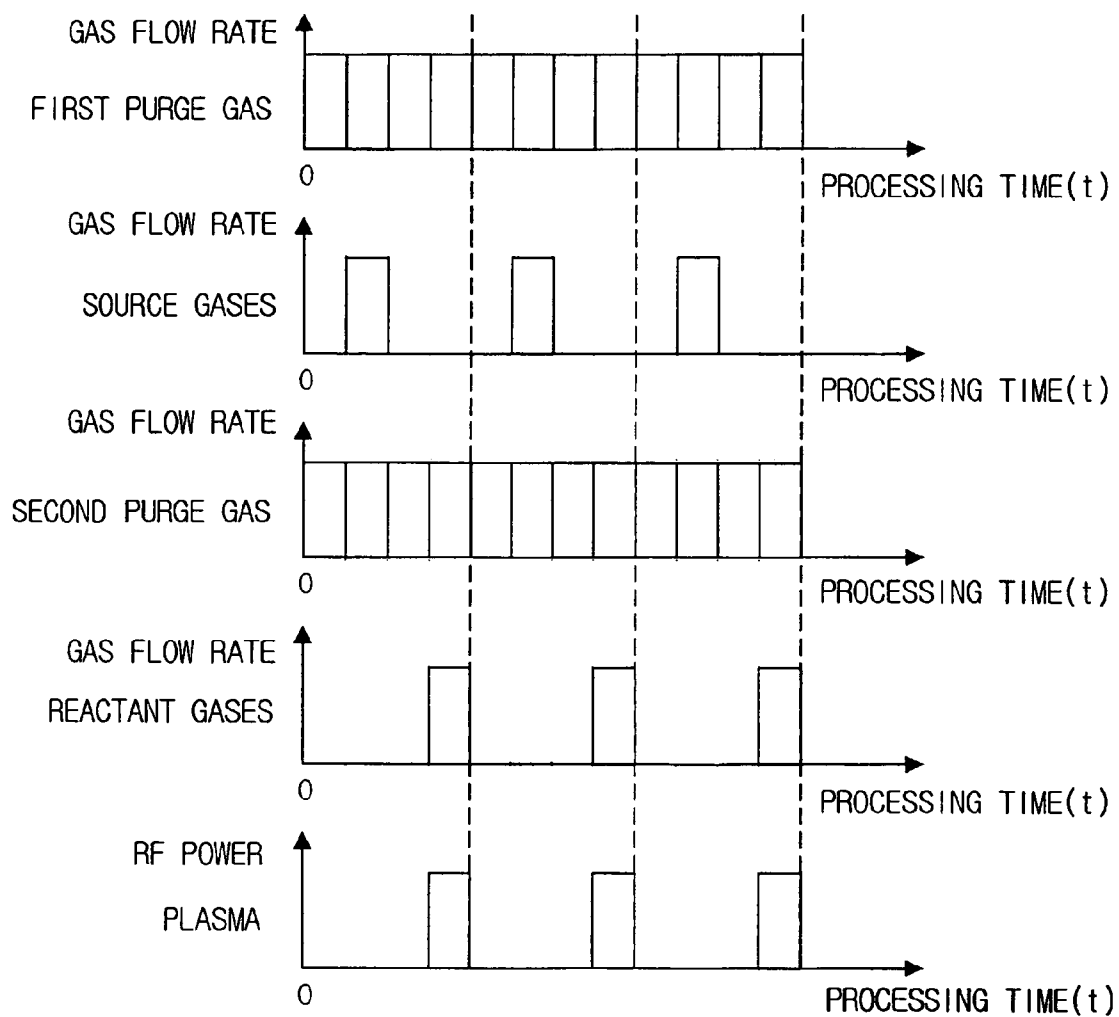 GAS FLOW RATE
FIRST PURGE GAS
0
PROCESSING TIME(t)
GAS FLOW RATE
SOURCE GASES
0
PROCESSING TIME(t)
GAS FLOW RATE
SECOND PURGE GAS
0
PROCESSING TIME(t)
GAS FLOW RATE
REACTANT GASES
0
PROCESSING TIME(t)
RF POWER
PLASMA
0
PROCESSING TIME(t)